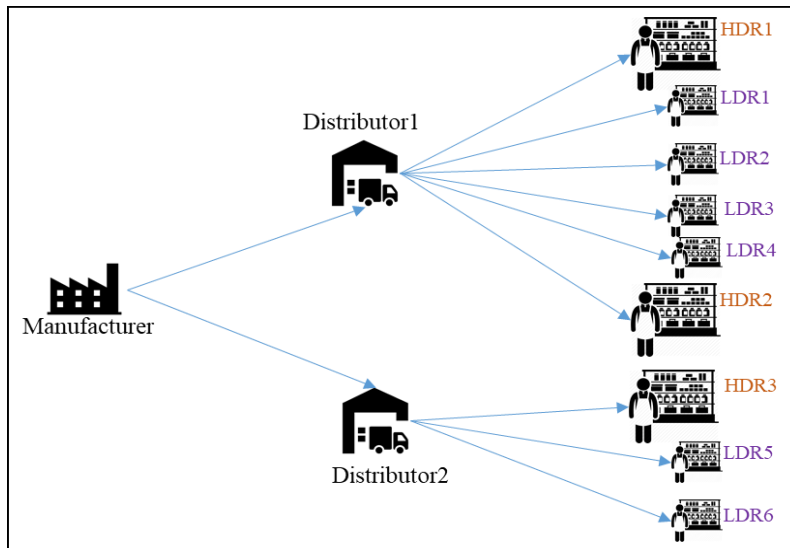 HDR1
LDR1
Distributor1
LDR2
LDR3
LDR4
HDR2
Manufacturer
HDR3
LDR5
Distributor2
LDR6